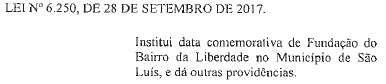 LEI Nº 6.250, DE 28 DE SETEMBRO DE 2017.
Institui data comemorativa de Fundação do
Bairro da Liberdade no Município de São
Luís, e dá outras providências.